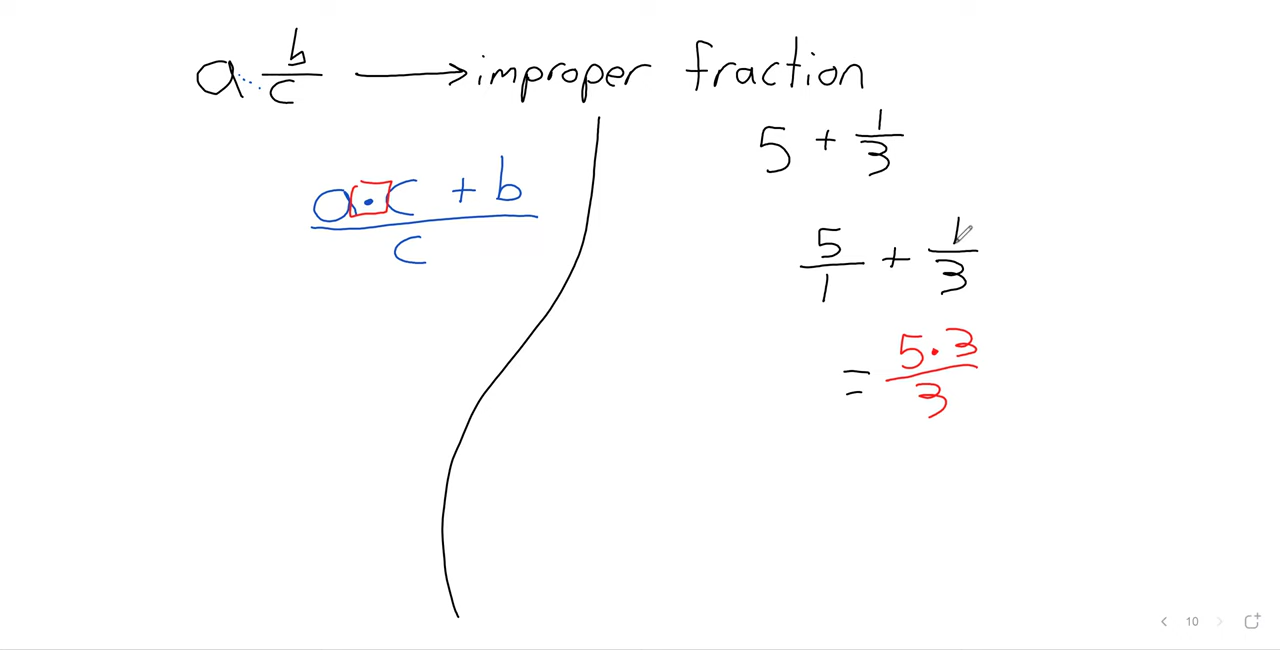 a b/c → improper fraction
a·c + b / c
5 + 1/3
5/1 + 1/3
= 5·3/3
10